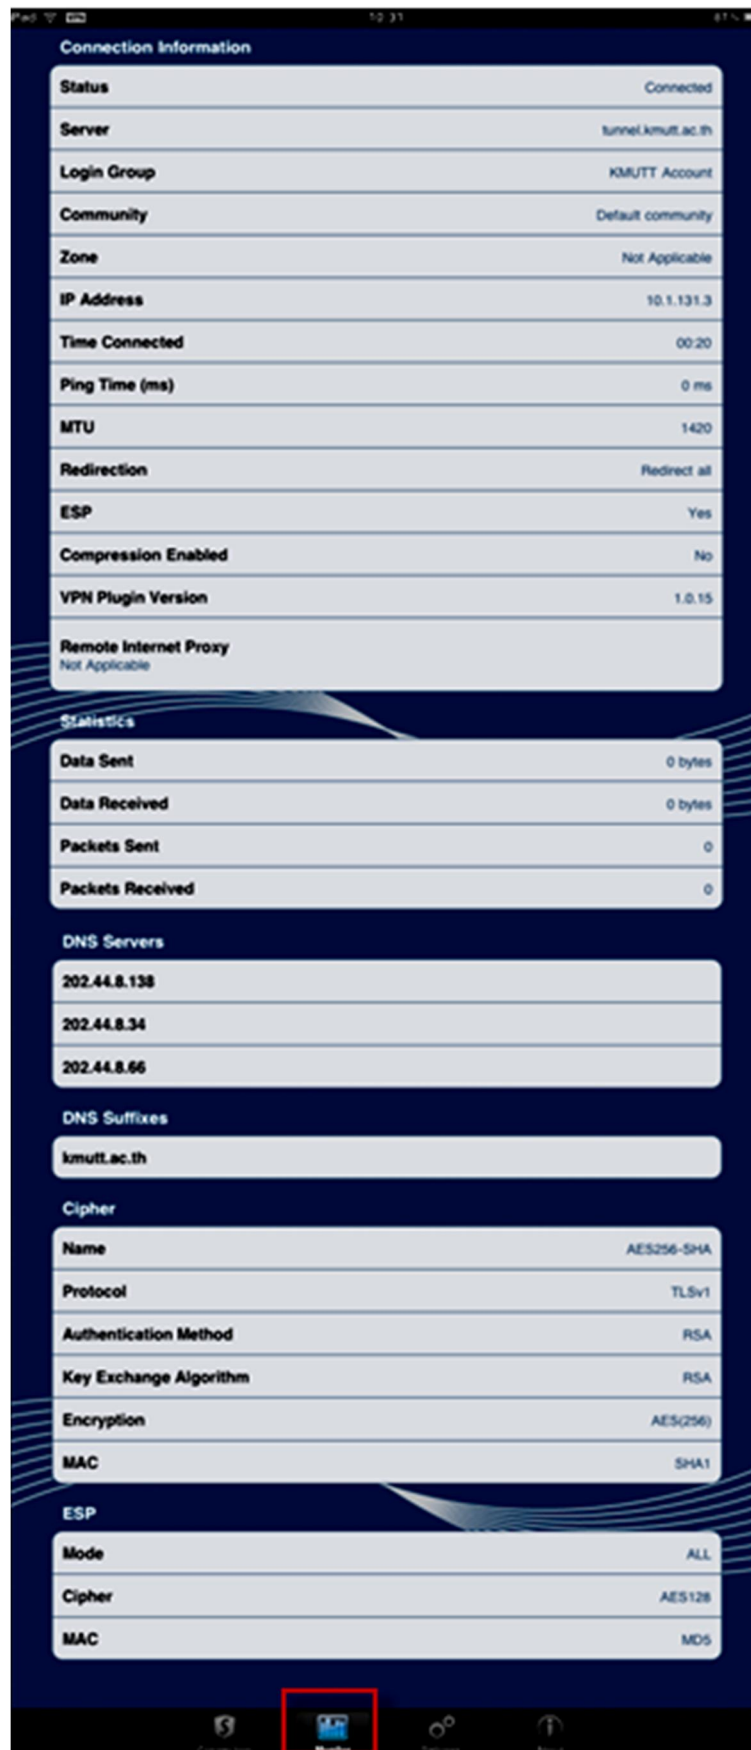 iPad VPN 10:31
Connection Information
Status Connected
Server tunnel.kmutt.ac.th
Login Group KMUTT Account
Community Default community
Zone Not Applicable
IP Address 10.1.131.3
Time Connected 00:20
Ping Time (ms) 0 ms
MTU 1420
Redirection Redirect all
ESP Yes
Compression Enabled No
VPN Plugin Version 1.0.15
Remote Internet Proxy
Not Applicable
Statistics
Data Sent 0 bytes
Data Received 0 bytes
Packets Sent 0
Packets Received 0
DNS Servers
202.44.8.138
202.44.8.34
202.44.8.66
DNS Suffixes
kmutt.ac.th
Cipher
Name AES256-SHA
Protocol TLSv1
Authentication Method RSA
Key Exchange Algorithm RSA
Encryption AES(256)
MAC SHA1
ESP
Mode ALL
Cipher AES128
MAC MD5